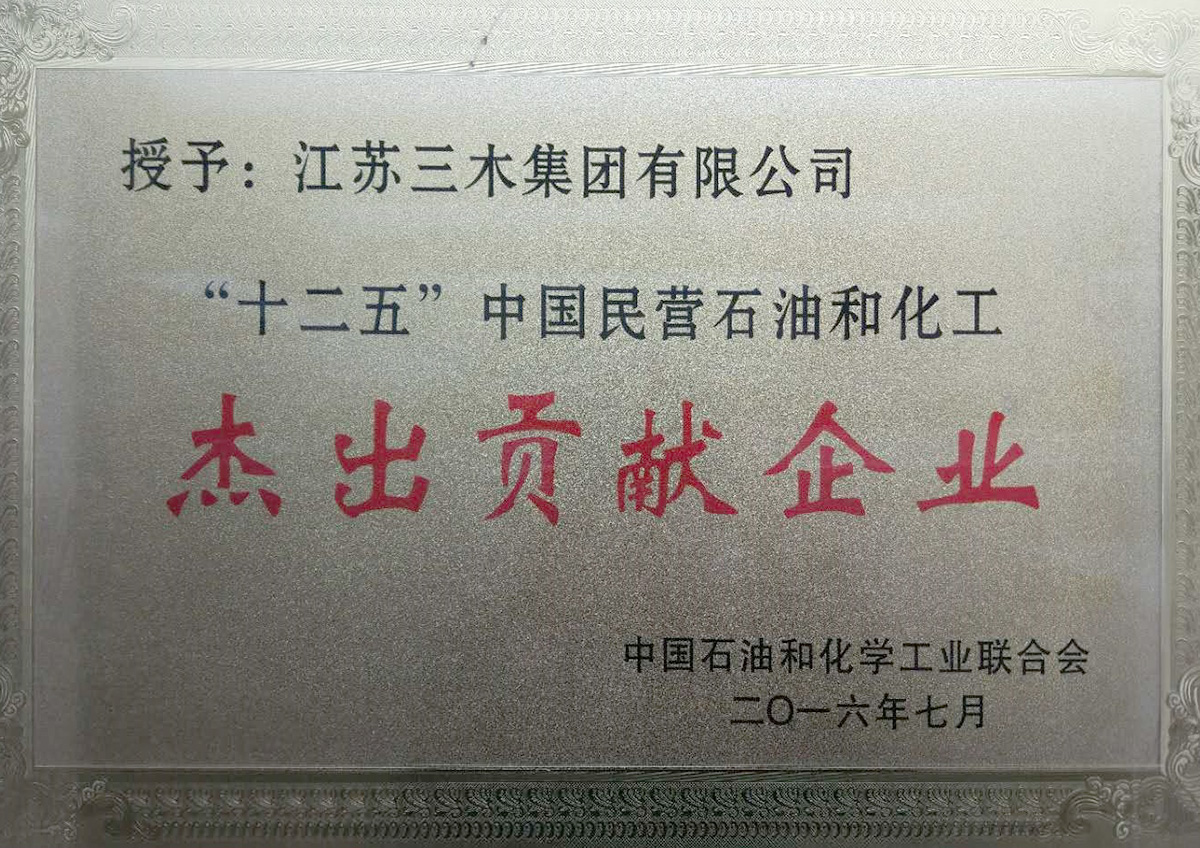 授予：江苏三木集团有限公司
“十二五”中国民营石油和化工
杰出贡献企业
中国石油和化学工业联合会
二〇一六年七月